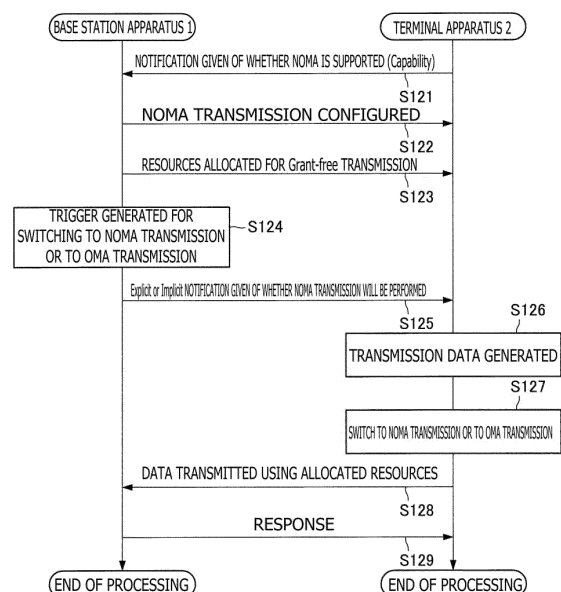 BASE STATION APPARATUS 1
TERMINAL APPARATUS 2
NOTIFICATION GIVEN OF WHETHER NOMA IS SUPPORTED (Capability)
S121
NOMA TRANSMISSION CONFIGURED
S122
RESOURCES ALLOCATED FOR Grant-free TRANSMISSION
S123
TRIGGER GENERATED FOR
SWITCHING TO NOMA TRANSMISSION
OR TO OMA TRANSMISSION
S124
Explicit or Implicit NOTIFICATION GIVEN OF WHETHER NOMA TRANSMISSION WILL BE PERFORMED
S125
S126
TRANSMISSION DATA GENERATED
S127
SWITCH TO NOMA TRANSMISSION OR TO OMA TRANSMISSION
DATA TRANSMITTED USING ALLOCATED RESOURCES
S128
RESPONSE
S129
END OF PROCESSING
END OF PROCESSING